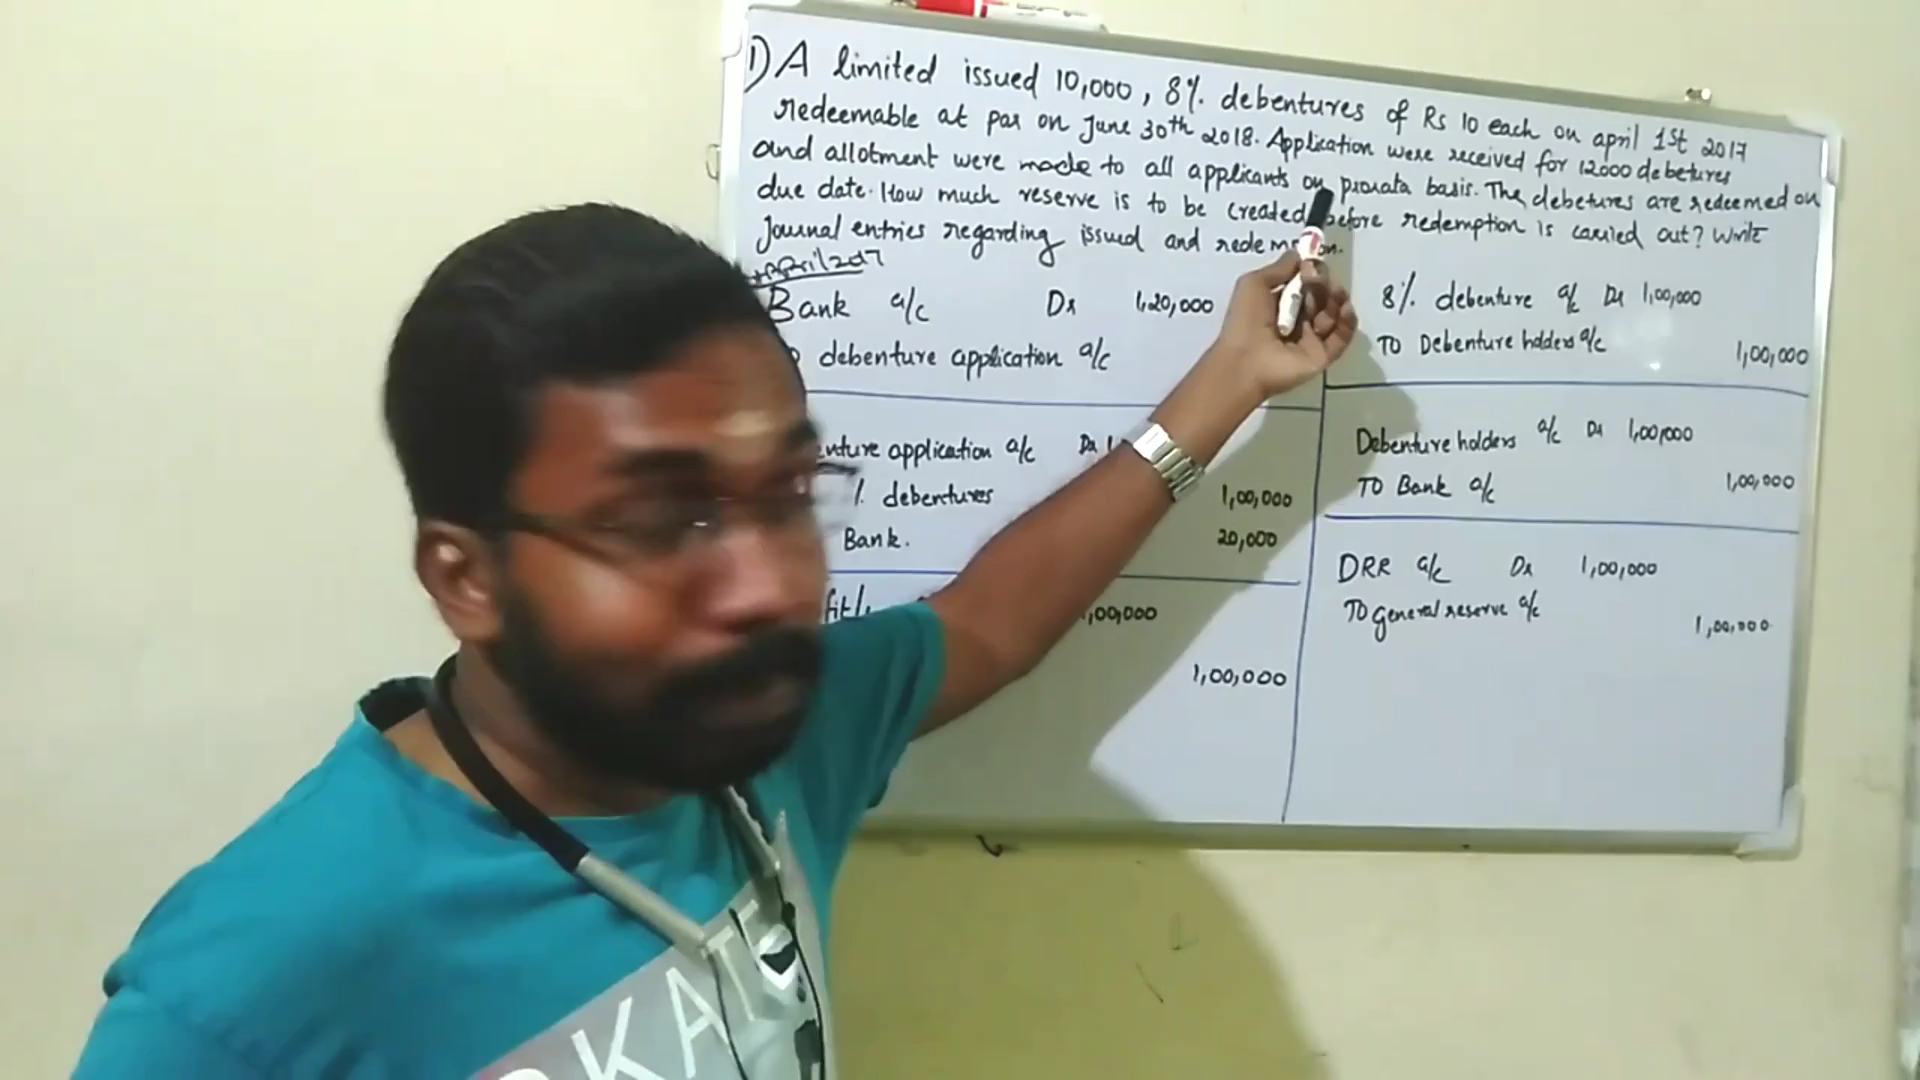 1) A limited issued 10,000, 8% debentures of Rs 10 each on april 1st 2017
redeemable at par on June 30th 2018. Application were received for 12000 debetures
and allotment were made to all applicants on prorata basis. The debetures are redeemed on
due date. How much reserve is to be created before redemption is carried out? Write
Journal entries regarding issued and redem on.
April 2017
Bank a/c Dr 1,20,000
debenture application a/c
enture application a/c Dr
% debentures 1,00,000
Bank. 20,000
,00,000
1,00,000
8% debenture a/c Dr 1,00,000
TO Debenture holders a/c 1,00,000
Debenture holders a/c Dr 1,00,000
TO Bank a/c 1,00,000
DRR a/c Dr 1,00,000
TO general reserve a/c 1,00,000
KATE